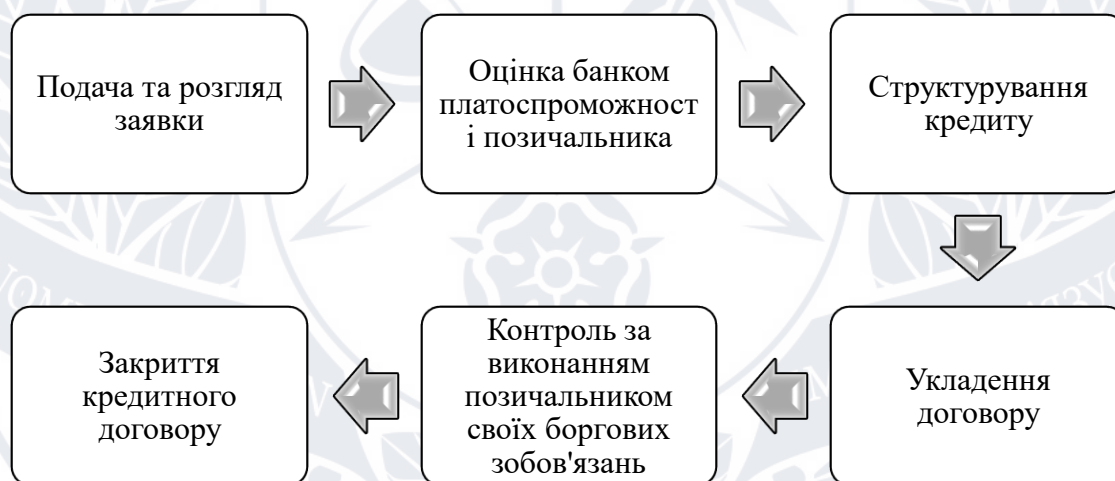 Подача та розгляд
заявки
Оцінка банком
платоспроможност
і позичальника
Структурування
кредиту
Укладення
договору
Контроль за
виконанням
позичальником
своїх боргових
зобов'язань
Закриття
кредитного
договору